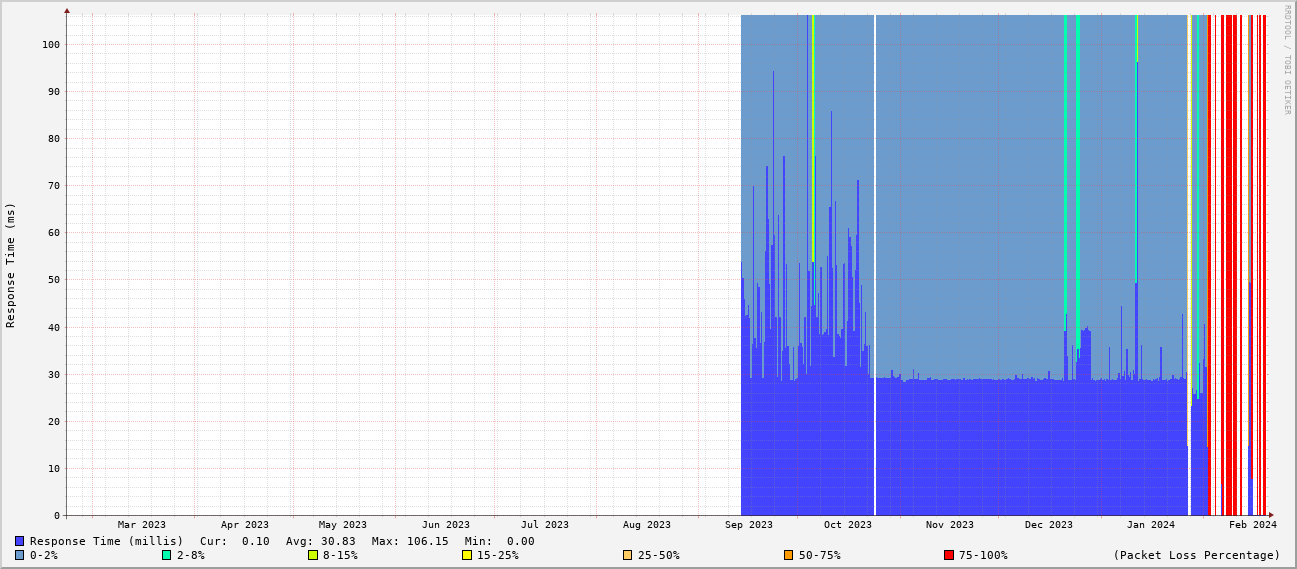 RRDTOOL / TOBI OETIKER
Response Time (ms)
100
90
80
70
60
50
40
30
20
10
0
Mar 2023 Apr 2023 May 2023 Jun 2023 Jul 2023 Aug 2023 Sep 2023 Oct 2023 Nov 2023 Dec 2023 Jan 2024 Feb 2024
Response Time (millis) Cur: 0.10 Avg: 30.83 Max: 106.15 Min: 0.00
0-2% 2-8% 8-15% 15-25% 25-50% 50-75% 75-100% (Packet Loss Percentage)